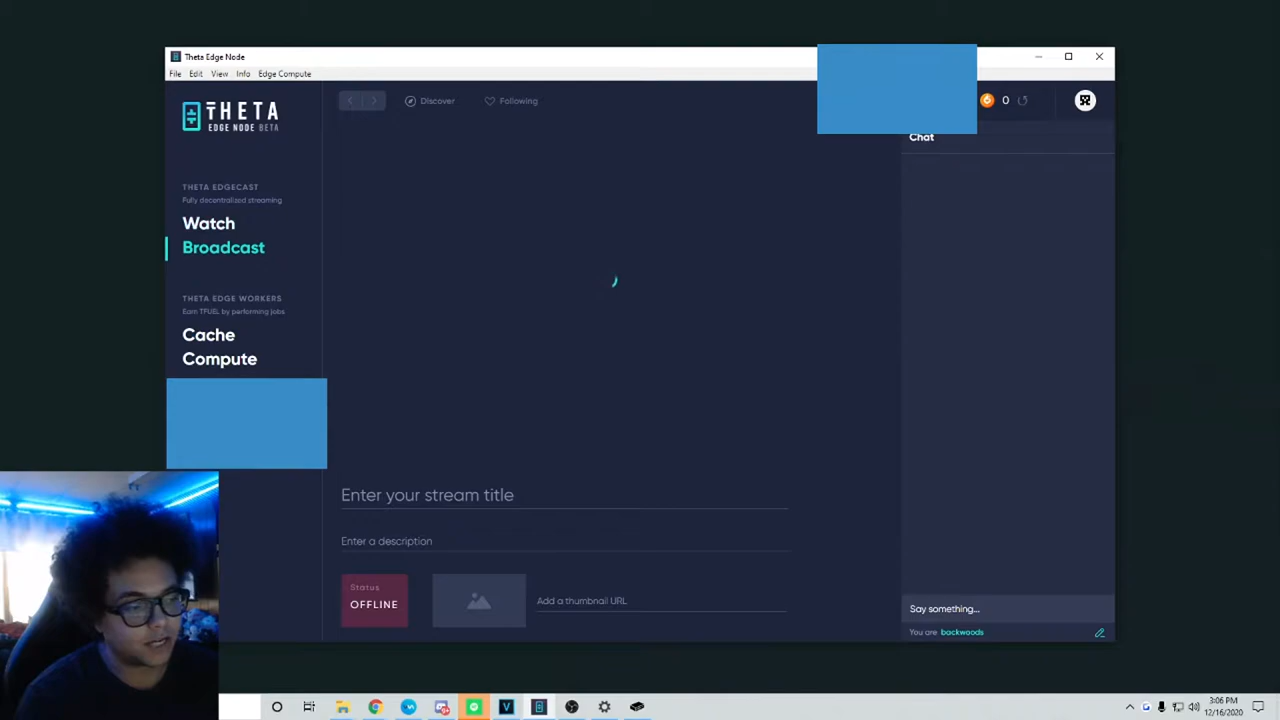 Theta Edge Node
File Edit View Info Edge Compute
THETA
EDGE NODE BETA
Discover
Following
0
Chat
THETA EDGECAST
Fully decentralised streaming
Watch
Broadcast
THETA EDGE WORKERS
Earn TFUEL by performing jobs
Cache
Compute
Enter your stream title
Enter a description
Status
OFFLINE
Add a thumbnail URL
Say something...
You are backwoods
3:06 PM
12/16/2020